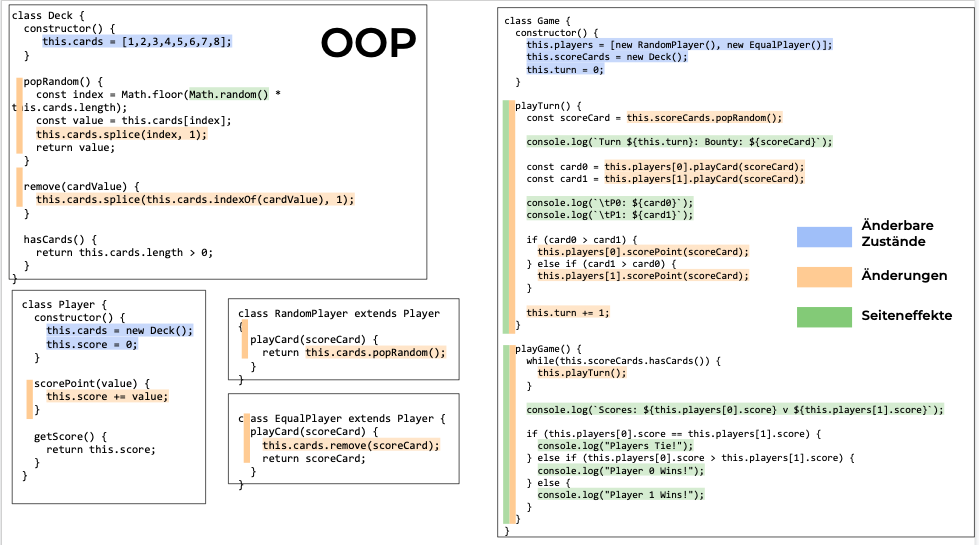 class Deck {
constructor() {
this.cards = [1,2,3,4,5,6,7,8];
}
popRandom() {
const index = Math.floor(Math.random() *
this.cards.length);
const value = this.cards[index];
this.cards.splice(index, 1);
return value;
}
remove(cardValue) {
this.cards.splice(this.cards.indexOf(cardValue), 1);
}
hasCards() {
return this.cards.length > 0;
}
}
OOP
class Player {
constructor() {
this.cards = new Deck();
this.score = 0;
}
scorePoint(value) {
this.score += value;
}
getScore() {
return this.score;
}
}
class RandomPlayer extends Player
{
playCard(scoreCard) {
return this.cards.popRandom();
}
}
class EqualPlayer extends Player {
playCard(scoreCard) {
this.cards.remove(scoreCard);
return scoreCard;
}
}
class Game {
constructor() {
this.players = [new RandomPlayer(), new EqualPlayer()];
this.scoreCards = new Deck();
this.turn = 0;
}
playTurn() {
const scoreCard = this.scoreCards.popRandom();
console.log(`Turn ${this.turn}: Bounty: ${scoreCard}`);
const card0 = this.players[0].playCard(scoreCard);
const card1 = this.players[1].playCard(scoreCard);
console.log(`\tP0: ${card0}`);
console.log(`\tP1: ${card1}`);
if (card0 > card1) {
this.players[0].scorePoint(scoreCard);
} else if (card1 > card0) {
this.players[1].scorePoint(scoreCard);
}
this.turn += 1;
}
playGame() {
while(this.scoreCards.hasCards()) {
this.playTurn();
}
console.log(`Scores: ${this.players[0].score} v ${this.players[1].score}`);
if (this.players[0].score == this.players[1].score) {
console.log("Players Tie!");
} else if (this.players[0].score > this.players[1].score) {
console.log("Player 0 Wins!");
} else {
console.log("Player 1 Wins!");
}
}
}
Änderbare
Zustände
Änderungen
Seiteneffekte